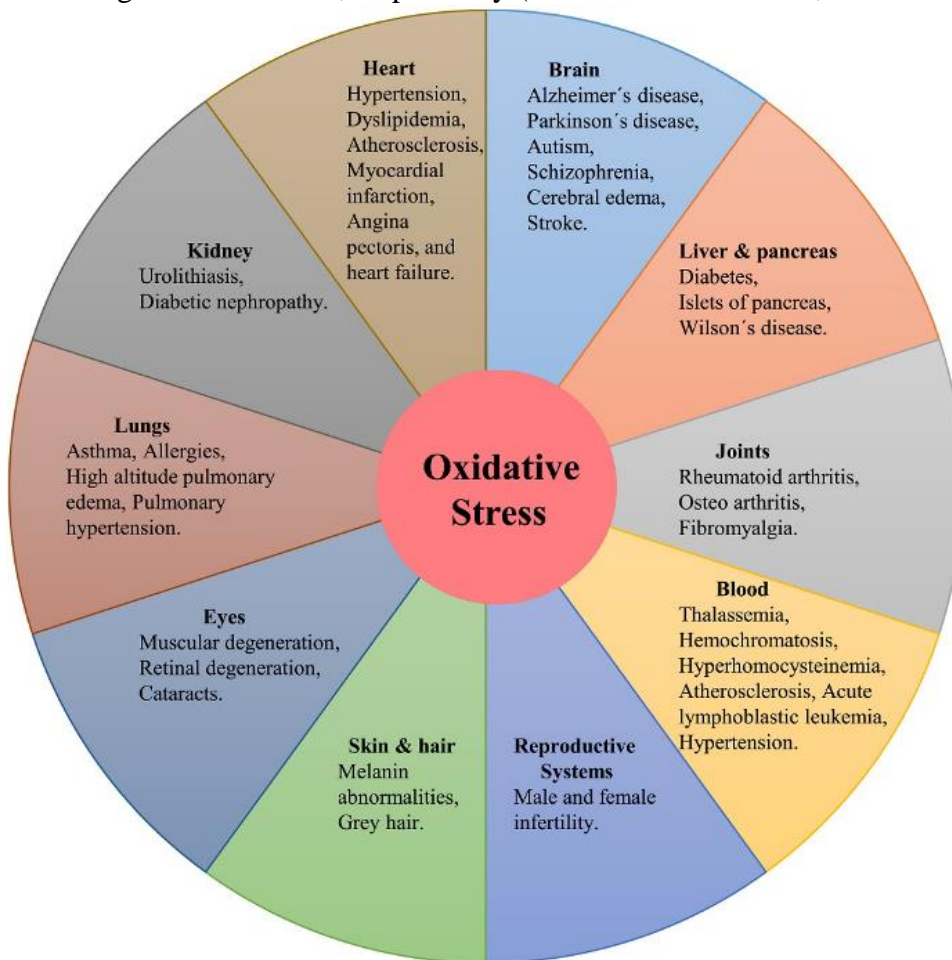 Heart
Hypertension,
Dyslipidemia,
Atherosclerosis,
Myocardial
infarction,
Angina
pectoris, and
heart failure.
Brain
Alzheimer´s disease,
Parkinson´s disease,
Autism,
Schizophrenia,
Cerebral edema,
Stroke.
Liver & pancreas
Diabetes,
Islets of pancreas,
Wilson´s disease.
Joints
Rheumatoid arthritis,
Osteo arthritis,
Fibromyalgia.
Blood
Thalassemia,
Hemochromatosis,
Hyperhomocysteinemia,
Atherosclerosis, Acute
lymphoblastic leukemia,
Hypertension.
Reproductive
Systems
Male and female
infertility.
Skin & hair
Melanin
abnormalities,
Grey hair.
Eyes
Muscular degeneration,
Retinal degeneration,
Cataracts.
Lungs
Asthma, Allergies,
High altitude pulmonary
edema, Pulmonary
hypertension.
Kidney
Urolithiasis,
Diabetic nephropathy.
Oxidative
Stress